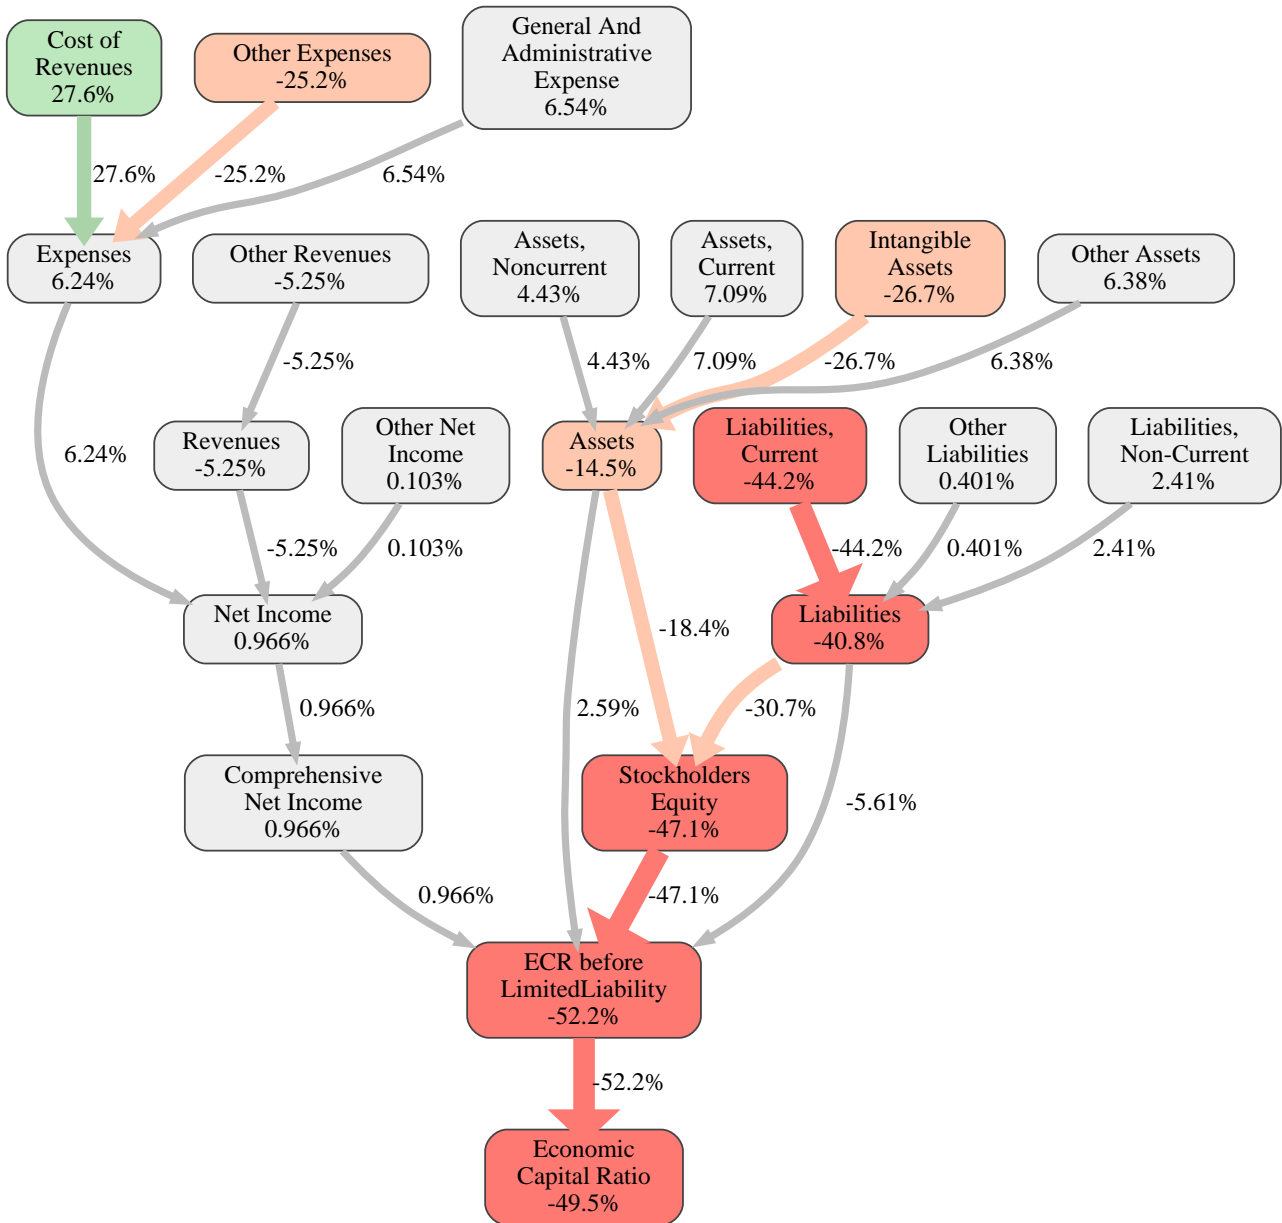 Cost of
Revenues
27.6%
Other Expenses
-25.2%
General And
Administrative
Expense
6.54%
27.6%
-25.2%
6.54%
Expenses
6.24%
Other Revenues
-5.25%
Assets,
Noncurrent
4.43%
Assets,
Current
7.09%
Intangible
Assets
-26.7%
Other Assets
6.38%
-5.25%
4.43%
7.09%
-26.7%
6.38%
6.24%
Revenues
-5.25%
Other Net
Income
0.103%
Assets
-14.5%
Liabilities,
Current
-44.2%
Other
Liabilities
0.401%
Liabilities,
Non-Current
2.41%
-5.25%
0.103%
-44.2%
0.401%
2.41%
Net Income
0.966%
-18.4%
Liabilities
-40.8%
0.966%
2.59%
-30.7%
Comprehensive
Net Income
0.966%
Stockholders
Equity
-47.1%
-5.61%
0.966%
-47.1%
ECR before
LimitedLiability
-52.2%
-52.2%
Economic
Capital Ratio
-49.5%